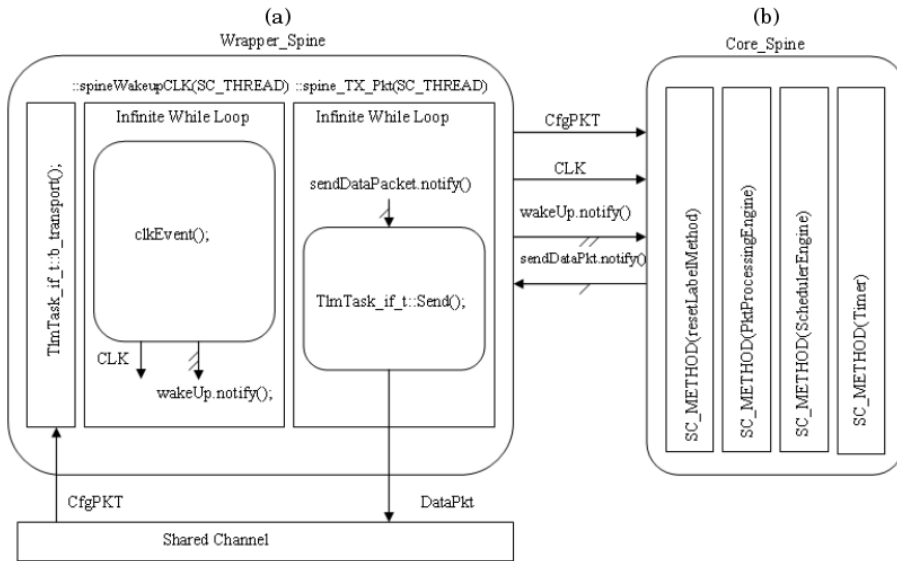 (a)
(b)
Wrapper_Spine
Core_Spine
::spineWakeupCLK(SC_THREAD)
::spine_TX_Pkt(SC_THREAD)
TlmTask_if_t::b_transport();
Infinite While Loop
clkEvent();
CLK
wakeUp.notify();
Infinite While Loop
sendDataPacket.notify()
TlmTask_if_t::Send();
CfgPKT
CLK
wakeUp.notify()
sendDataPkt.notify()
SC_METHOD(resetLabelMethod)
SC_METHOD(PktProcessingEngine)
SC_METHOD(SchedulerEngine)
SC_METHOD(Timer)
CfgPKT
DataPkt
Shared Channel